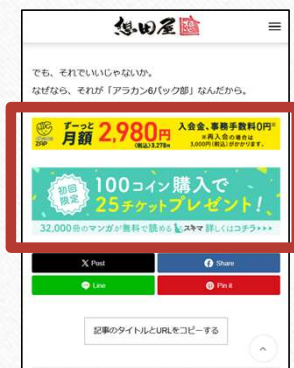 想田屋
でも、それでいいじゃないか。
なぜなら、それが「アラカン6パック部」なんだから。
ZAP ずーっと月額 2,980円 (税込)3,278円 入会金、事務手数料0円※
※再入会の場合は
3,000円(税込)がかかります。
初回限定
100コイン購入で
25チケットプレゼント!
32,000冊のマンガが無料で読める スキマ 詳しくはコチラ▸▸▸
X Post
Share
Line
Pin it
記事のタイトルとURLをコピーする